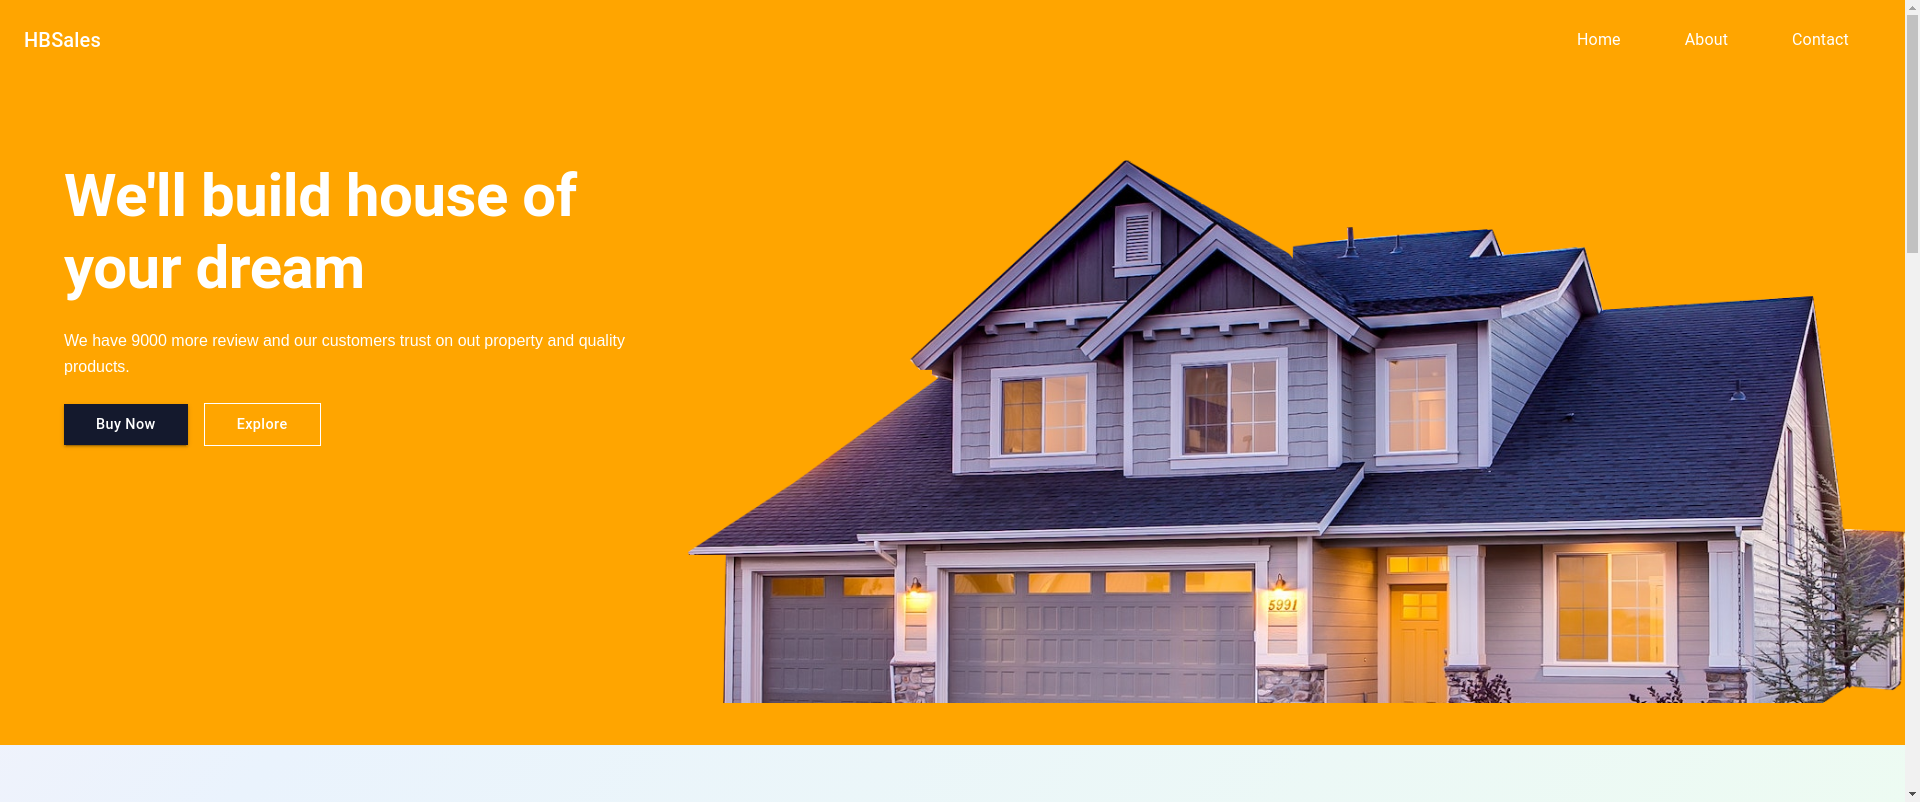 HBSales
Home
About
Contact
We'll build house of
your dream
We have 9000 more review and our customers trust on out property and quality
products.
Buy Now
Explore
5991